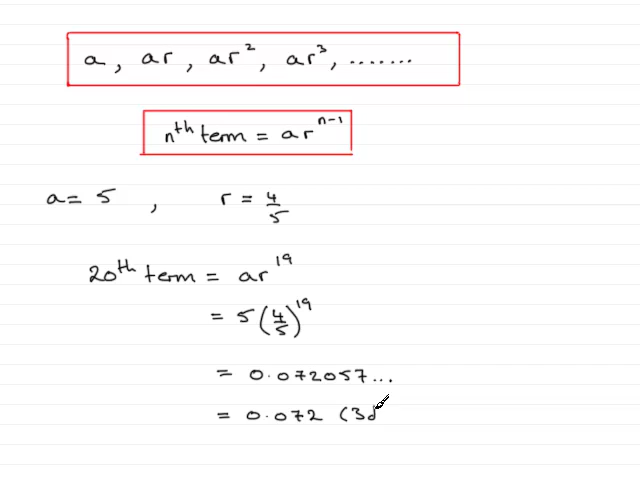 a, ar, ar², ar³, .......
nᵗʰ term = arⁿ⁻¹
a = 5, r = 4/5
20ᵗʰ term = ar¹⁹
= 5(4/5)¹⁹
= 0.072057...
= 0.072 (3d